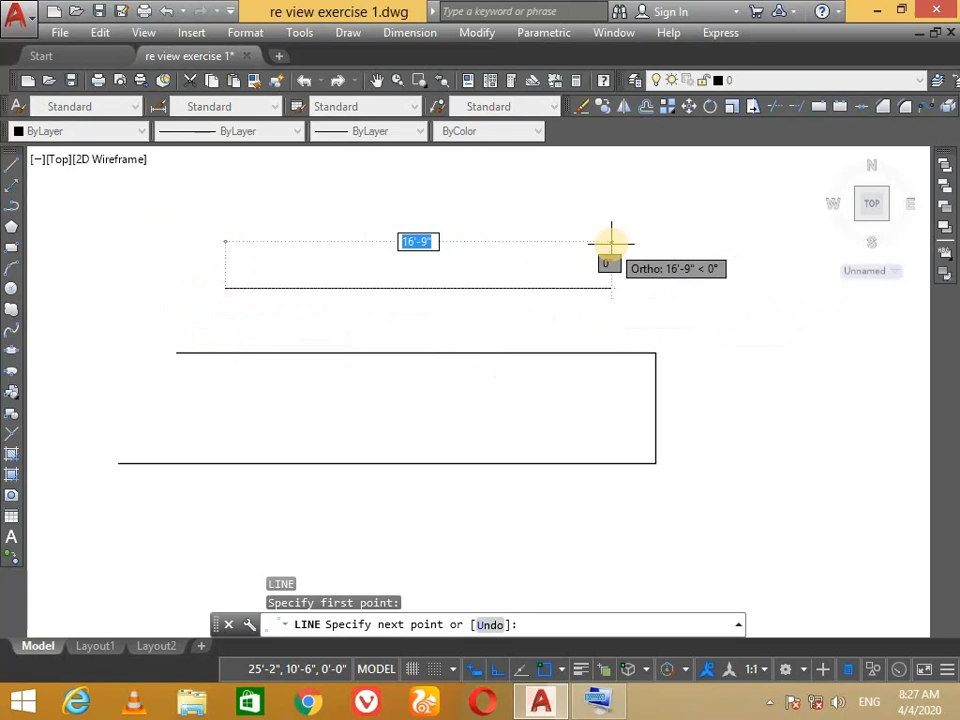 re view exercise 1.dwg
Type a keyword or phrase
Sign In
File Edit View Insert Format Tools Draw Dimension Modify Parametric Window Help Express
Start
re view exercise 1*
0
Standard
Standard
Standard
Standard
ByLayer
ByLayer
ByLayer
ByColor
[−][Top][2D Wireframe]
N
W TOP E
S
Unnamed
16'-9"
0
Ortho: 16'-9" < 0°
LINE
Specify first point:
LINE Specify next point or [Undo]:
Model Layout1 Layout2 +
25'-2", 10'-6", 0'-0" MODEL
1:1
ENG
8:27 AM
4/4/2020